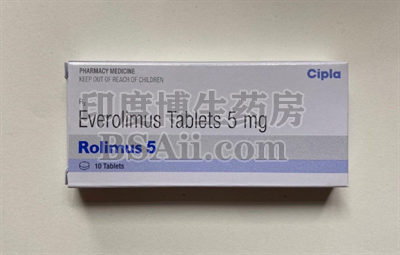 PHARMACY MEDICINE
KEEP OUT OF REACH OF CHILDREN
Cipla
Everolimus Tablets 5 mg
印度博生药房
Rolimus 5
BSAii.com
10 Tablets